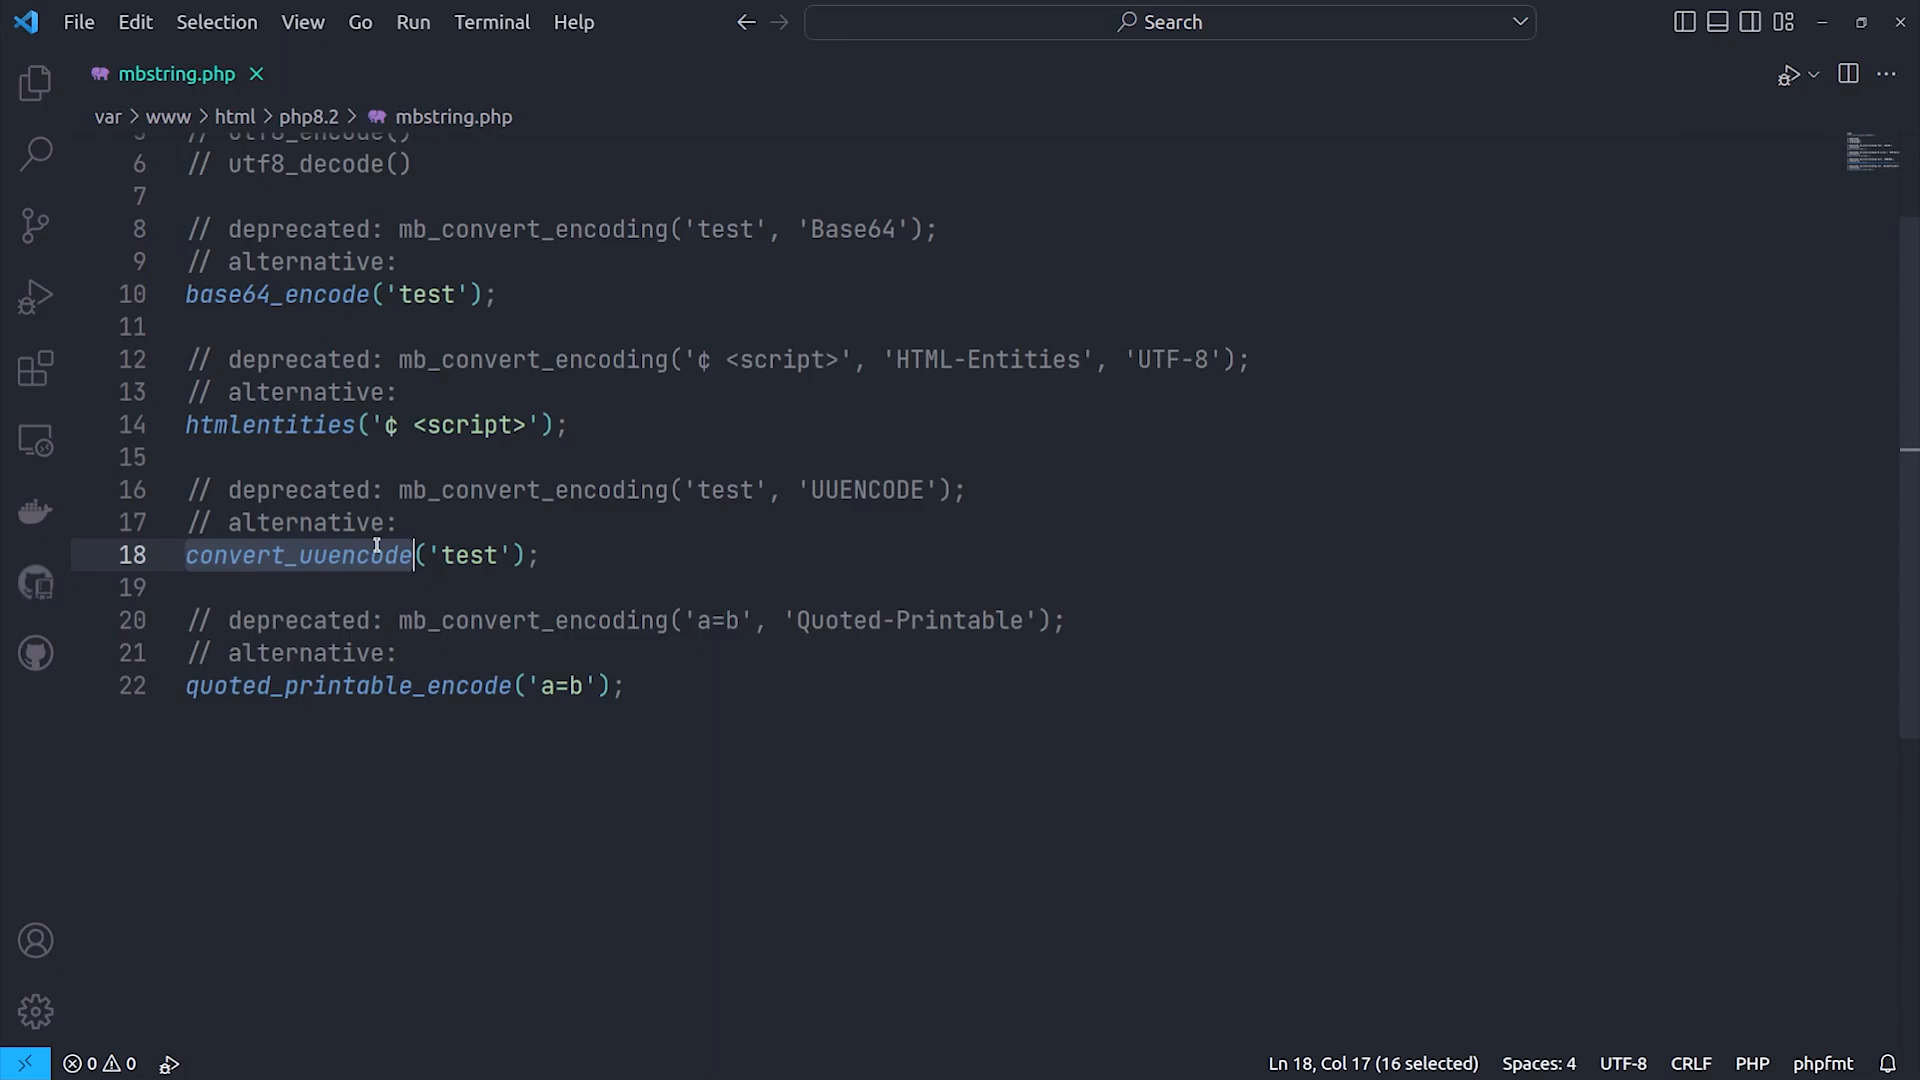 File Edit Selection View Go Run Terminal Help
Search
mbstring.php
var > www > html > php8.2 > mbstring.php
5 // utf8_encode()
6 // utf8_decode()
7
8 // deprecated: mb_convert_encoding('test', 'Base64');
9 // alternative:
10 base64_encode('test');
11
12 // deprecated: mb_convert_encoding('¢ <script>', 'HTML-Entities', 'UTF-8');
13 // alternative:
14 htmlentities('¢ <script>');
15
16 // deprecated: mb_convert_encoding('test', 'UUENCODE');
17 // alternative:
18 convert_uuencode('test');
19
20 // deprecated: mb_convert_encoding('a=b', 'Quoted-Printable');
21 // alternative:
22 quoted_printable_encode('a=b');
0 0 Ln 18, Col 17 (16 selected) Spaces: 4 UTF-8 CRLF PHP phpfmt